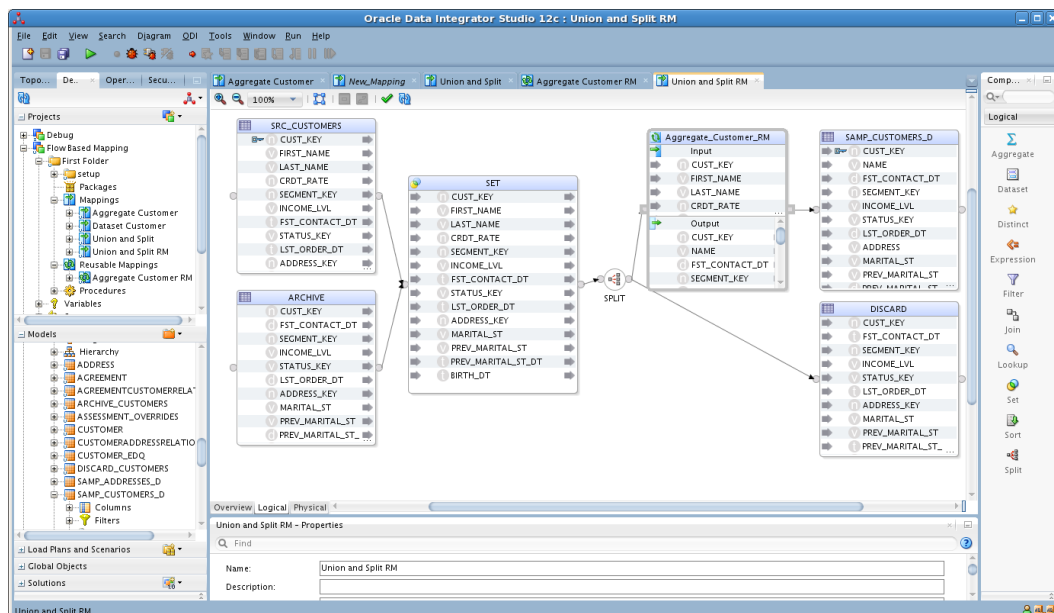 Oracle Data Integrator Studio 12c : Union and Split RM
File Edit View Search Diagram ODI Tools Window Run Help
Topo... De... Oper... Secu...
Projects
Debug
FlowBased Mapping
First Folder
setup
Packages
Mappings
Aggregate Customer
Dataset Customer
Union and Split
Union and Split RM
Reusable Mappings
Aggregate Customer RM
Procedures
Variables
Models
Hierarchy
ADDRESS
AGREEMENT
AGREEMENTCUSTOMERRELA
ARCHIVE_CUSTOMERS
ASSESSMENT_OVERRIDES
CUSTOMER
CUSTOMERADDRESSRELATIO
CUSTOMER_EDQ
DISCARD_CUSTOMERS
SAMP_ADDRESSES_D
SAMP_CUSTOMERS_D
Columns
Filters
Load Plans and Scenarios
Global Objects
Solutions
Aggregate Customer New_Mapping Union and Split Aggregate Customer RM Union and Split RM
100%
SRC_CUSTOMERS
CUST_KEY
FIRST_NAME
LAST_NAME
CRDT_RATE
SEGMENT_KEY
INCOME_LVL
FST_CONTACT_DT
STATUS_KEY
LST_ORDER_DT
ADDRESS_KEY
...
ARCHIVE
CUST_KEY
FST_CONTACT_DT
SEGMENT_KEY
INCOME_LVL
STATUS_KEY
LST_ORDER_DT
ADDRESS_KEY
MARITAL_ST
PREV_MARITAL_ST
PREV_MARITAL_ST_
...
SET
CUST_KEY
FIRST_NAME
LAST_NAME
CRDT_RATE
SEGMENT_KEY
INCOME_LVL
FST_CONTACT_DT
STATUS_KEY
LST_ORDER_DT
ADDRESS_KEY
MARITAL_ST
PREV_MARITAL_ST
PREV_MARITAL_ST_DT
BIRTH_DT
SPLIT
Aggregate_Customer_RM
Input
CUST_KEY
FIRST_NAME
LAST_NAME
CRDT_RATE
...
Output
CUST_KEY
NAME
FST_CONTACT_DT
SEGMENT_KEY
SAMP_CUSTOMERS_D
CUST_KEY
NAME
FST_CONTACT_DT
SEGMENT_KEY
INCOME_LVL
STATUS_KEY
LST_ORDER_DT
ADDRESS
MARITAL_ST
PREV_MARITAL_ST
PREV_MARITAL_ST_
...
DISCARD
CUST_KEY
FST_CONTACT_DT
SEGMENT_KEY
INCOME_LVL
STATUS_KEY
LST_ORDER_DT
ADDRESS_KEY
MARITAL_ST
PREV_MARITAL_ST
PREV_MARITAL_ST_
...
Overview Logical Physical
Union and Split RM - Properties
Find
Name: Union and Split RM
Description:
Comp...
Logical
Aggregate
Dataset
Distinct
Expression
Filter
Join
Lookup
Set
Sort
Split
Union and Split RM